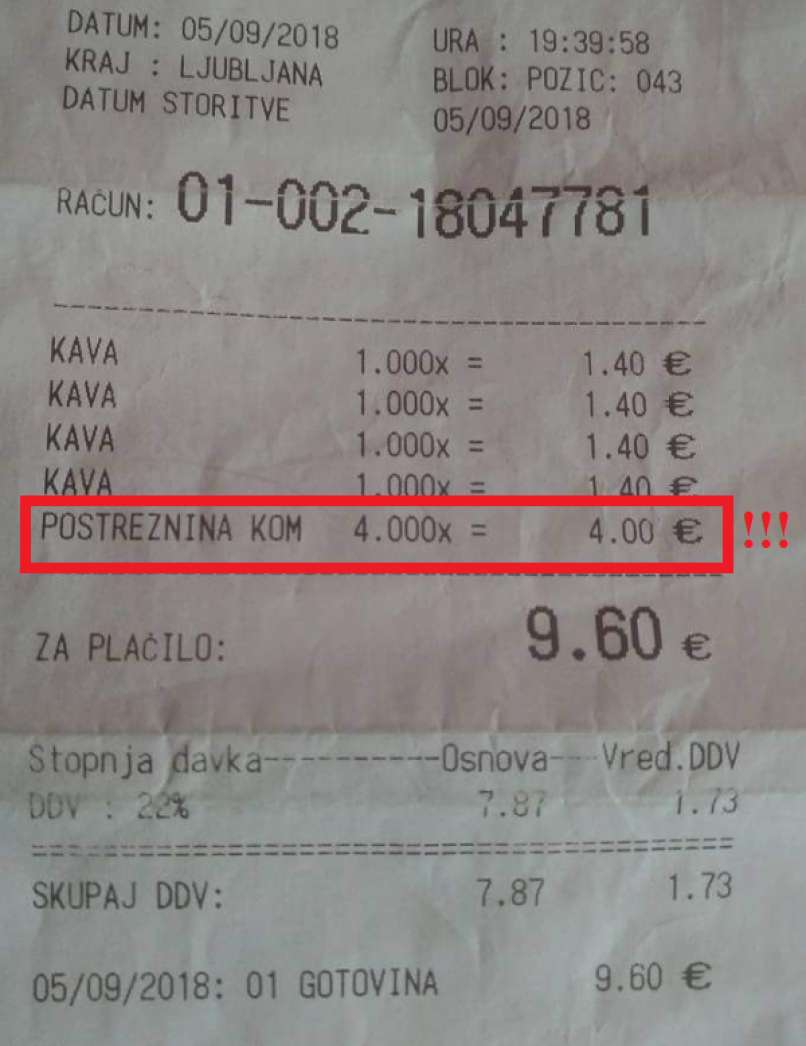 DATUM: 05/09/2018 URA : 19:39:58
KRAJ : LJUBLJANA BLOK: POZIC: 043
DATUM STORITVE 05/09/2018
RAČUN: 01-002-18047781
KAVA 1.000x = 1.40 €
KAVA 1.000x = 1.40 €
KAVA 1.000x = 1.40 €
KAVA 1.000x = 1.40 €
POSTREZNINA KOM 4.000x = 4.00 € !!!
ZA PLAČILO: 9.60 €
Stopnja davka----------Osnova---Vred.DDV
DDV : 22% 7.87 1.73
========================================
SKUPAJ DDV: 7.87 1.73
05/09/2018: 01 GOTOVINA 9.60 €